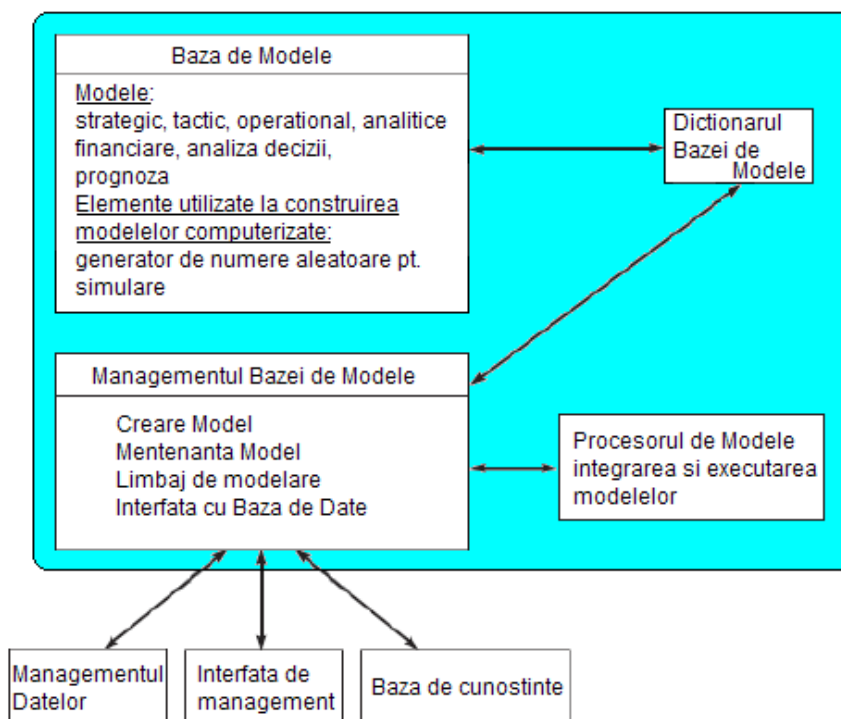 Baza de Modele
Modele:
strategic, tactic, operational, analitice
financiare, analiza decizii,
prognoza
Elemente utilizate la construirea
modelelor computerizate:
generator de numere aleatoare pt.
simulare
Dictionarul
Bazei de
Modele
Managementul Bazei de Modele
Creare Model
Mentenanta Model
Limbaj de modelare
Interfata cu Baza de Date
Procesorul de Modele
integrarea si executarea
modelelor
Managementul
Datelor
Interfata de
management
Baza de cunostinte